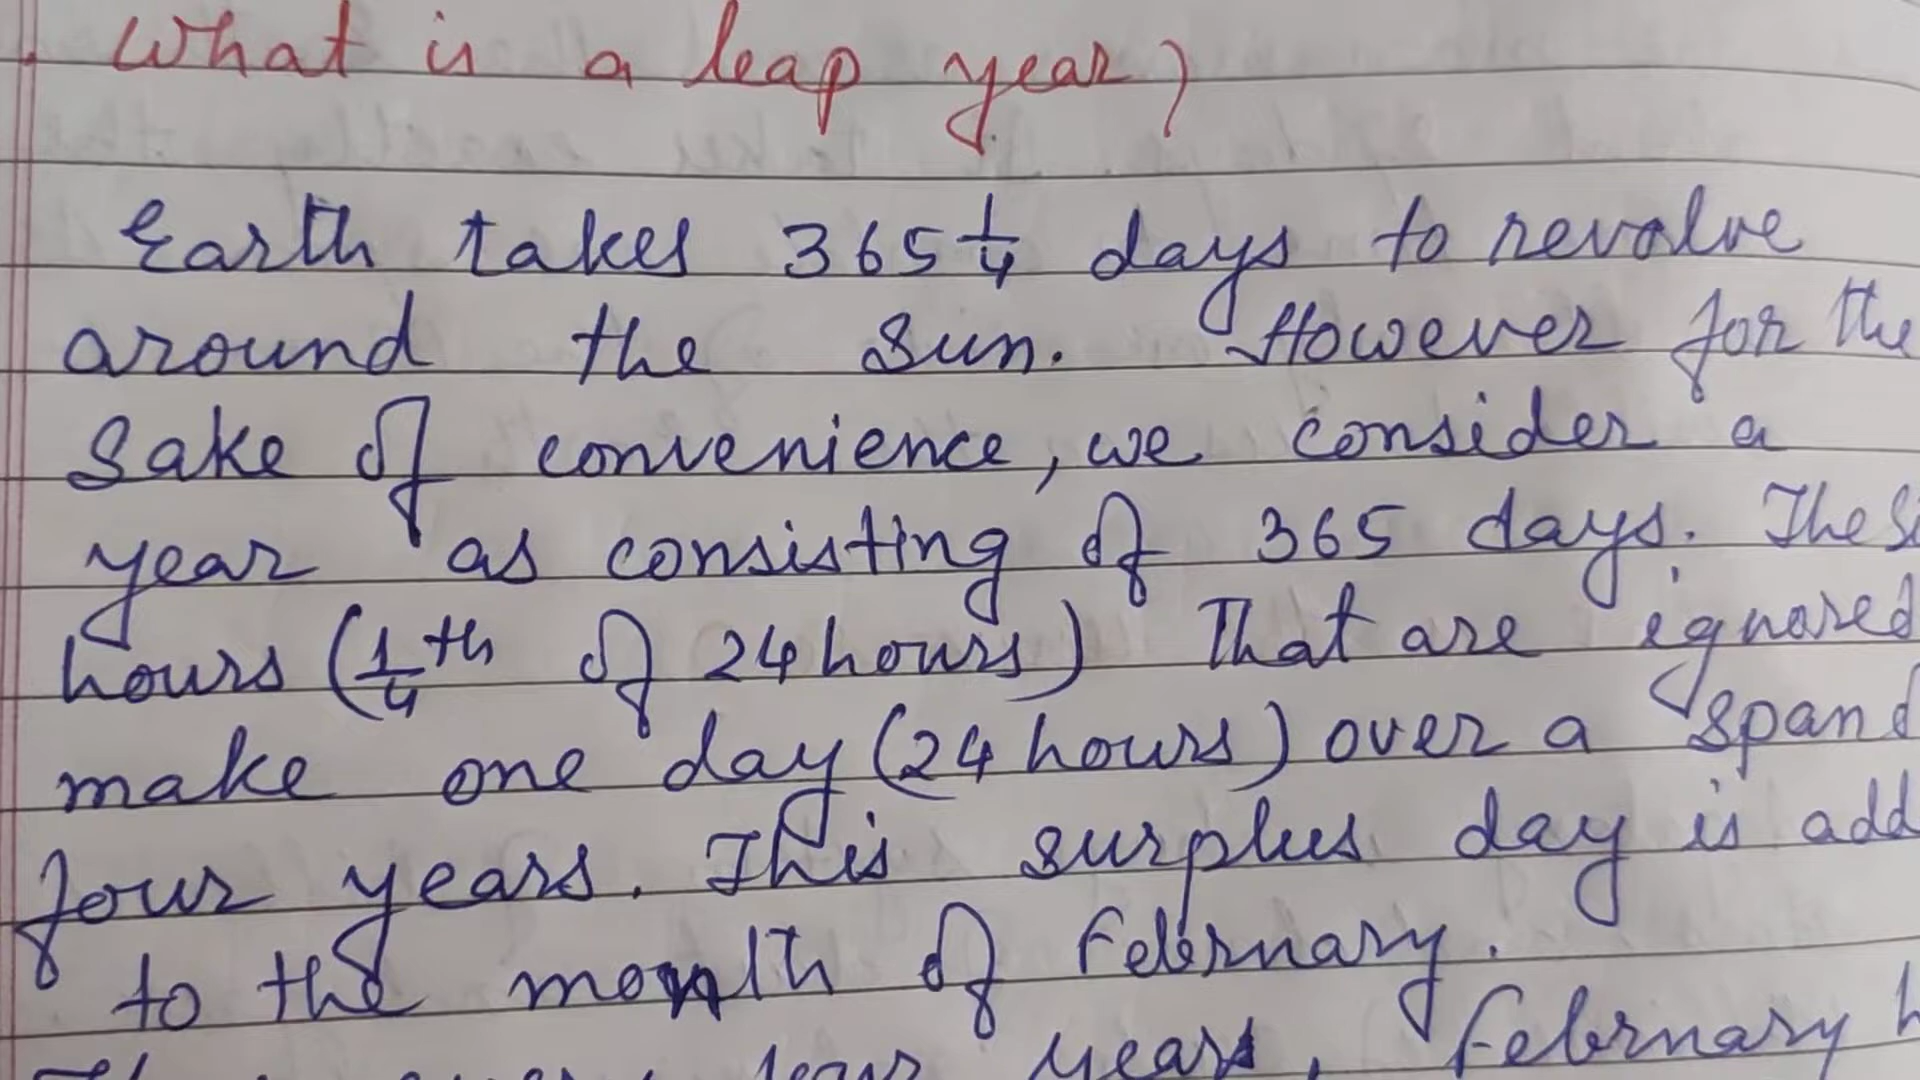 What is a leap year?
Earth takes 365 1/4 days to revolve
around the Sun. However for the
Sake of convenience, we consider a
year as consisting of 365 days.
hours (1/4th of 24 hours) That are ignored
make one day (24 hours) over a span
four years. This surplus day is add
to the month of February.
four years, February